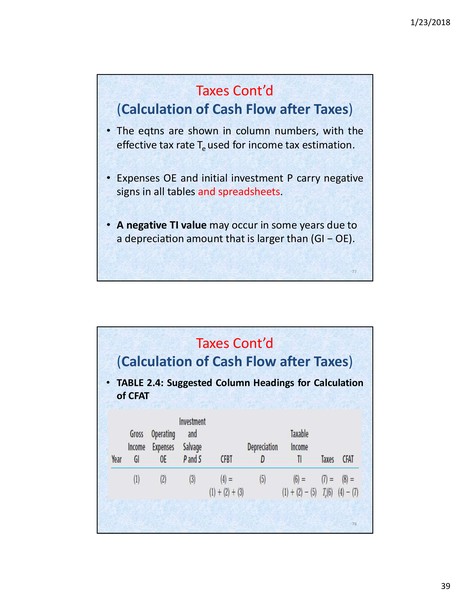 1/23/2018
Taxes Cont’d
(Calculation of Cash Flow after Taxes)
• The eqtns are shown in column numbers, with the
effective tax rate Te used for income tax estimation.
• Expenses OE and initial investment P carry negative
signs in all tables and spreadsheets.
• A negative TI value may occur in some years due to
a depreciation amount that is larger than (GI − OE).
Taxes Cont’d
(Calculation of Cash Flow after Taxes)
• TABLE 2.4: Suggested Column Headings for Calculation
of CFAT
Investment
Gross Operating and Taxable
Income Expenses Salvage Depreciation Income
Year GI OE P and S CFBT D TI Taxes CFAT
(1) (2) (3) (4) = (5) (6) = (7) = (8) =
(1) + (2) + (3) (1) + (2) − (5) Te(6) (4) − (7)
39